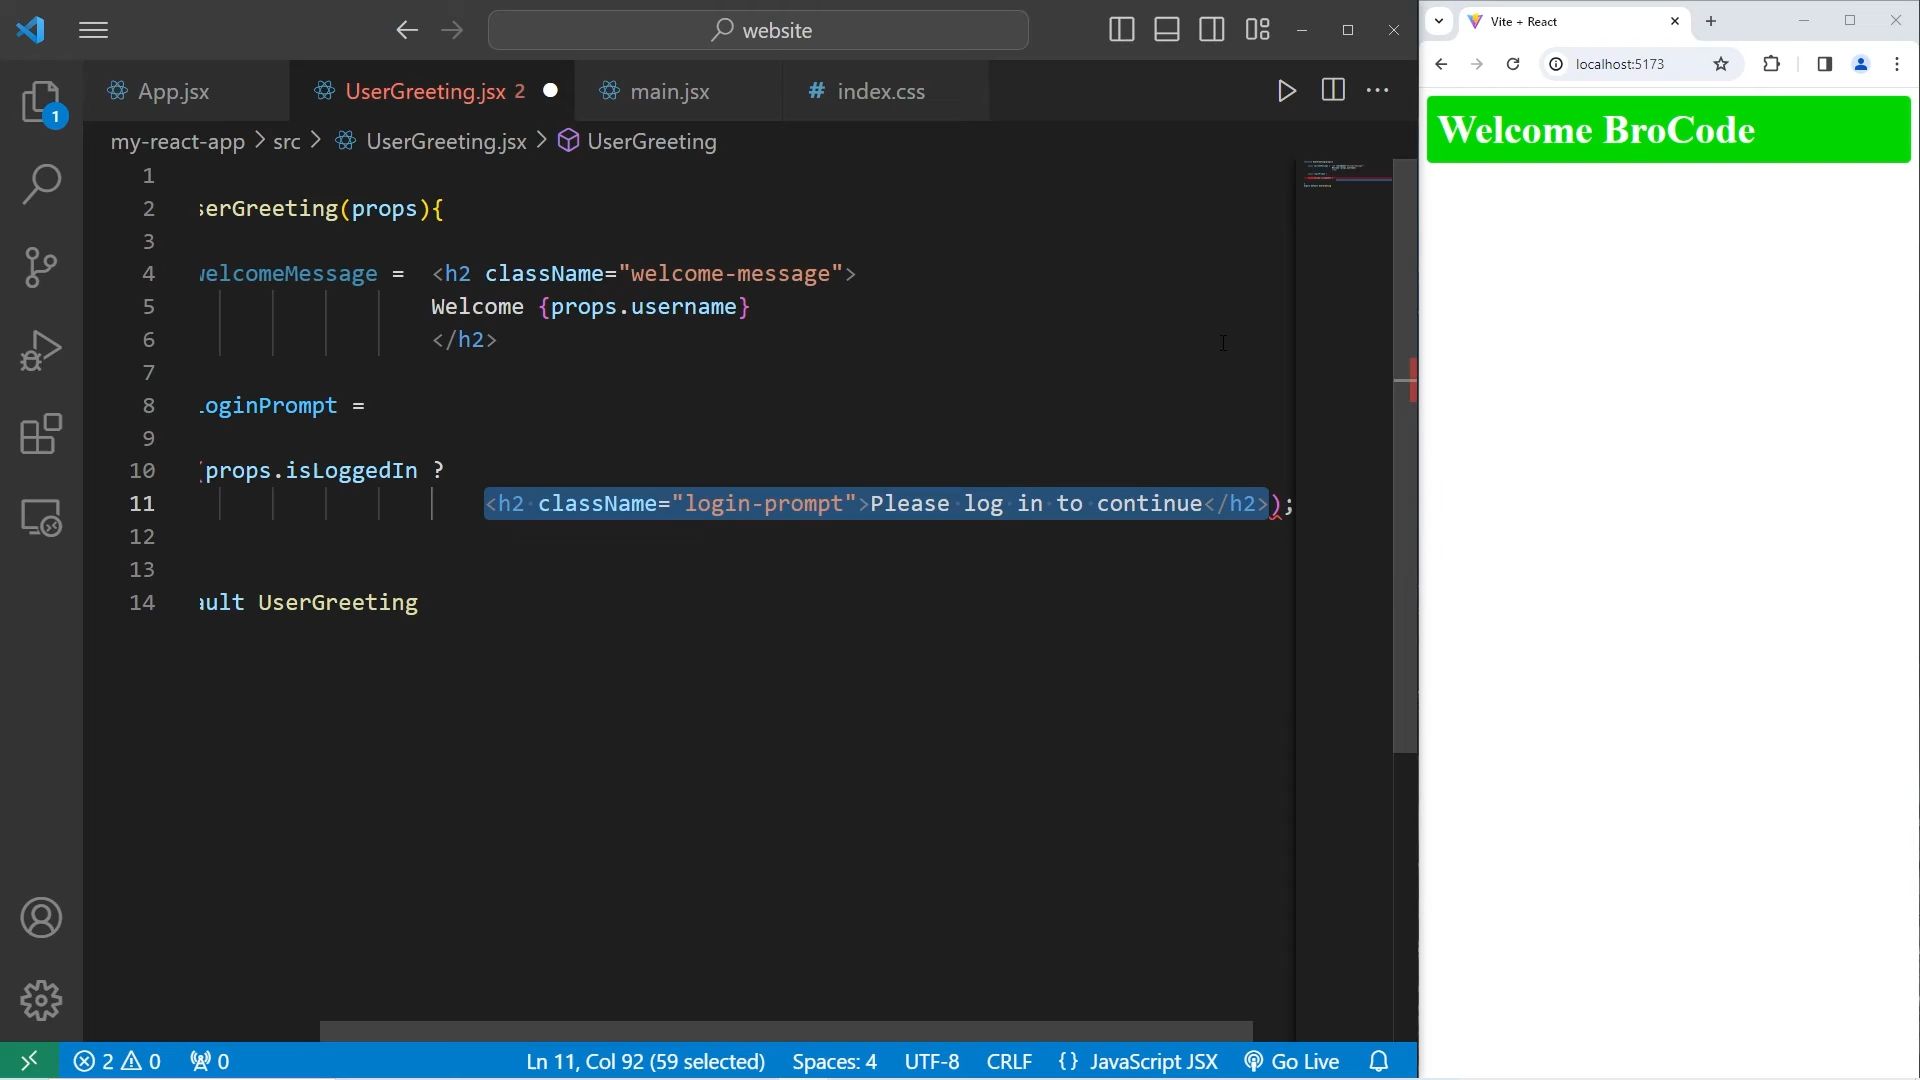 website
Vite + React
localhost:5173
App.jsx
UserGreeting.jsx 2
main.jsx
# index.css
1
my-react-app > src > UserGreeting.jsx > UserGreeting
1
2 serGreeting(props){
3
4 welcomeMessage = <h2 className="welcome-message">
5 Welcome {props.username}
6 </h2>
7
8 loginPrompt =
9
10 (props.isLoggedIn ?
11 <h2 className="login-prompt">Please log in to continue</h2>);
12
13
14 ault UserGreeting
Welcome BroCode
2 0 0 Ln 11, Col 92 (59 selected) Spaces: 4 UTF-8 CRLF {} JavaScript JSX Go Live